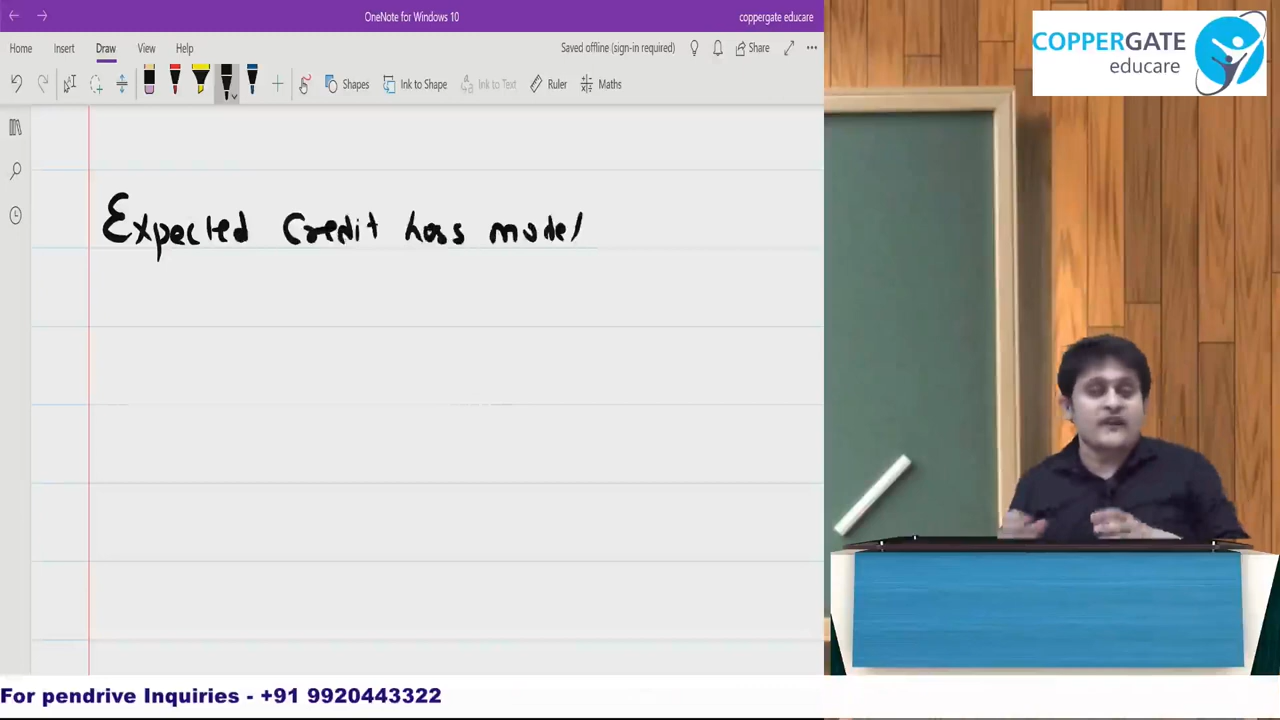 OneNote for Windows 10
coppergate educare
Home Insert Draw View Help
Saved offline (sign-in required) Share
Shapes Ink to Shape Ink to Text Ruler Maths
COPPERGATE
educare
Expected Credit Loss model
For pendrive Inquiries - +91 9920443322